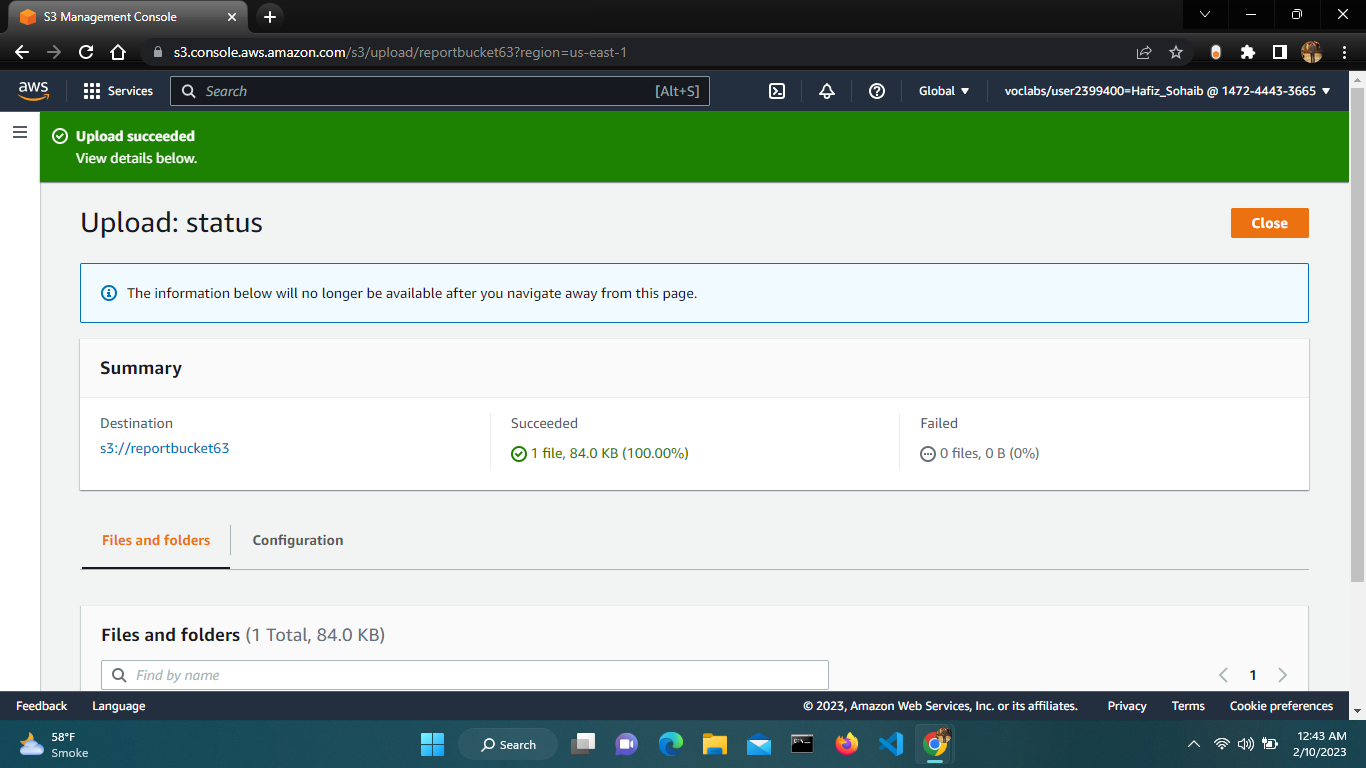 S3 Management Console
s3.console.aws.amazon.com/s3/upload/reportbucket63?region=us-east-1
aws
Services
Search
[Alt+S]
Global
voclabs/user2399400=Hafiz_Sohaib @ 1472-4443-3665
Upload succeeded
View details below.
Upload: status
Close
The information below will no longer be available after you navigate away from this page.
Summary
Destination
s3://reportbucket63
Succeeded
1 file, 84.0 KB (100.00%)
Failed
0 files, 0 B (0%)
Files and folders
Configuration
Files and folders (1 Total, 84.0 KB)
Find by name
1
Feedback
Language
© 2023, Amazon Web Services, Inc. or its affiliates.
Privacy
Terms
Cookie preferences
58°F
Smoke
Search
12:43 AM
2/10/2023